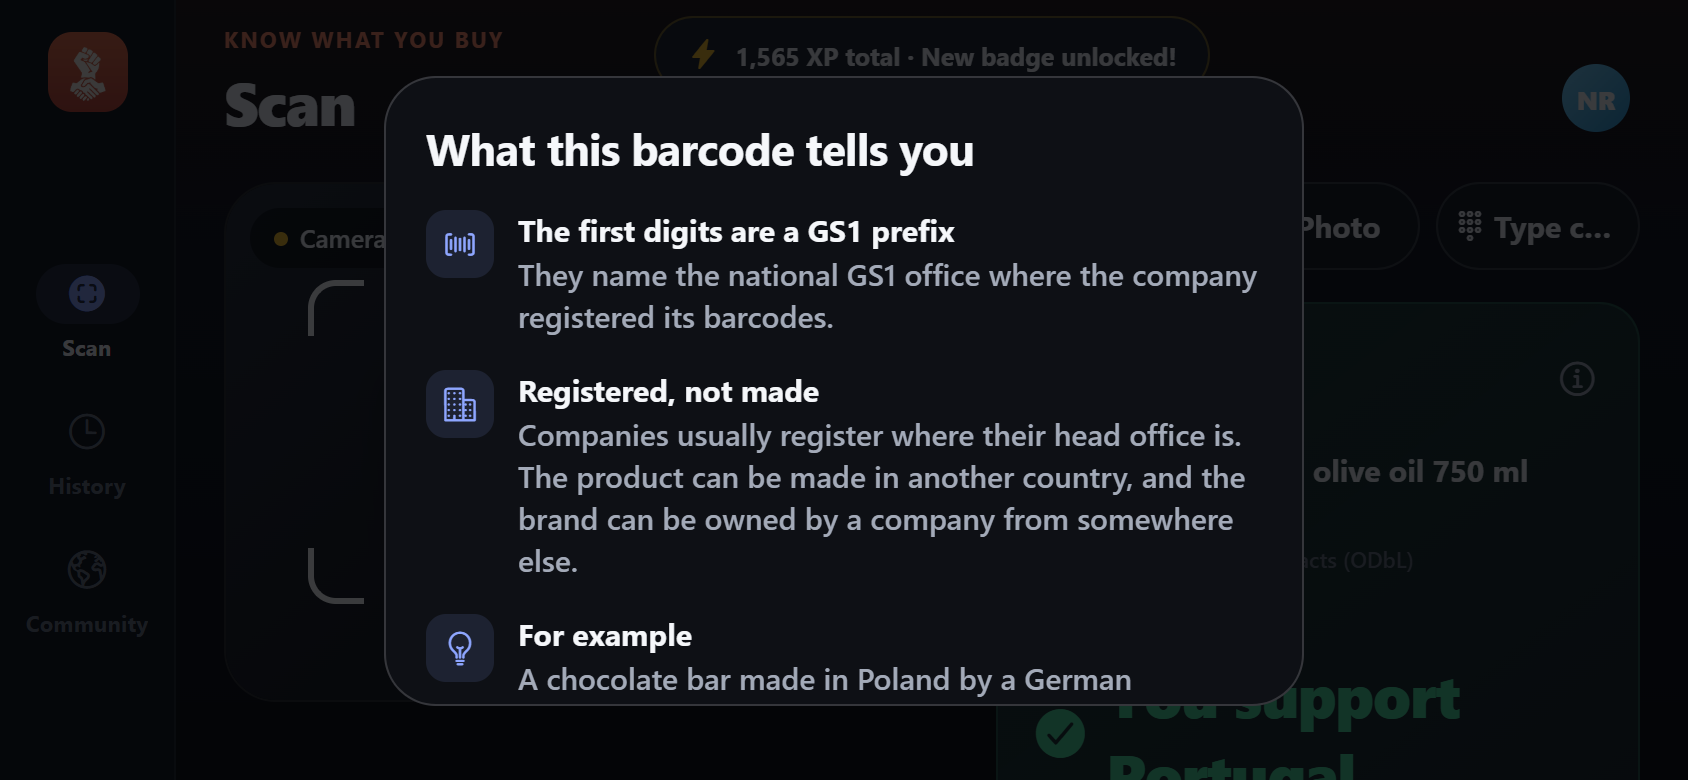 KNOW WHAT YOU BUY
1,565 XP total · New badge unlocked!
Scan
NR
What this barcode tells you
Camera
Photo
Type c...
The first digits are a GS1 prefix
They name the national GS1 office where the company
registered its barcodes.
Scan
Registered, not made
Companies usually register where their head office is.
The product can be made in another country, and the
brand can be owned by a company from somewhere
else.
olive oil 750 ml
History
(ODbL)
Community
For example
A chocolate bar made in Poland by a German
You support
Portugal